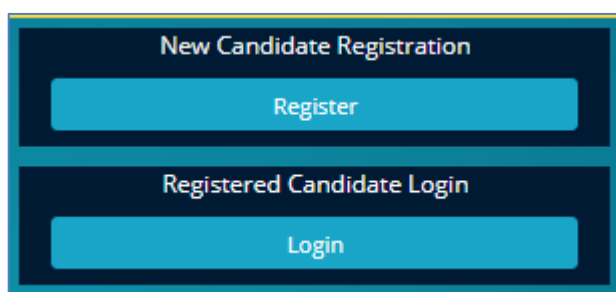 New Candidate Registration
Register
Registered Candidate Login
Login